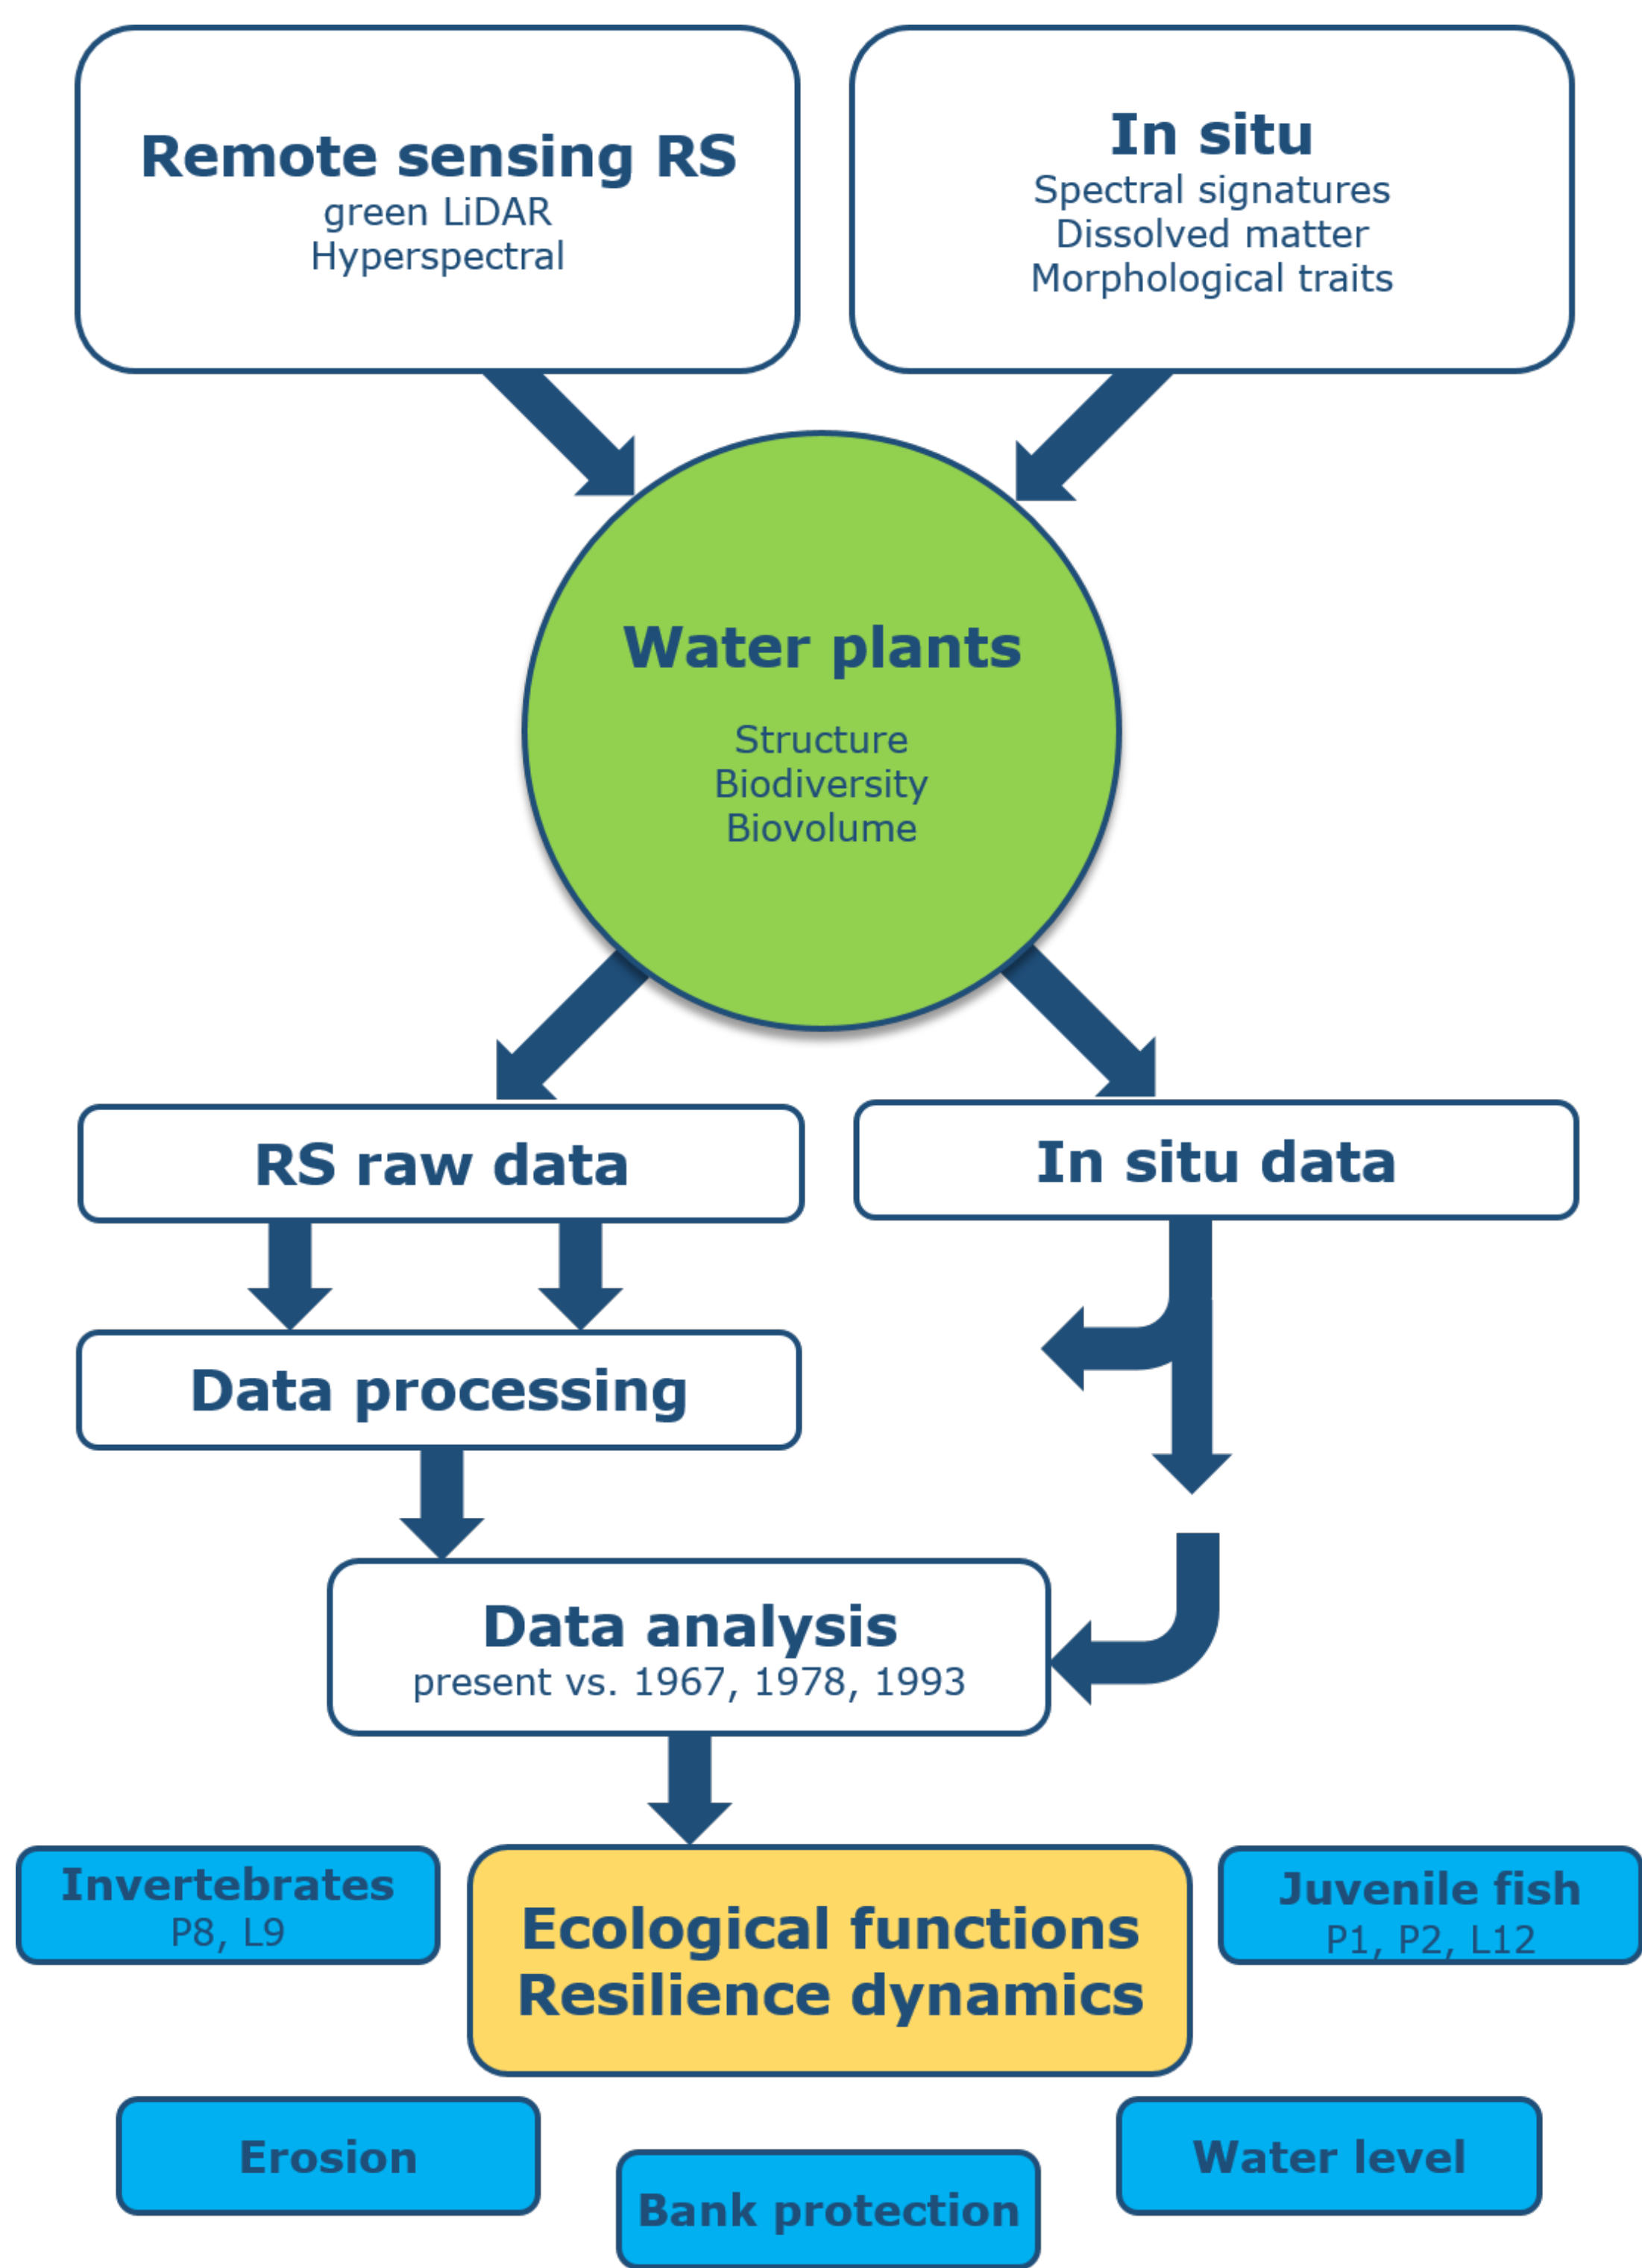 Remote sensing RS
green LiDAR
Hyperspectral
In situ
Spectral signatures
Dissolved matter
Morphological traits
Water plants
Structure
Biodiversity
Biovolume
RS raw data
In situ data
Data processing
Data analysis
present vs. 1967, 1978, 1993
Invertebrates
P8, L9
Ecological functions
Resilience dynamics
Juvenile fish
P1, P2, L12
Erosion
Bank protection
Water level